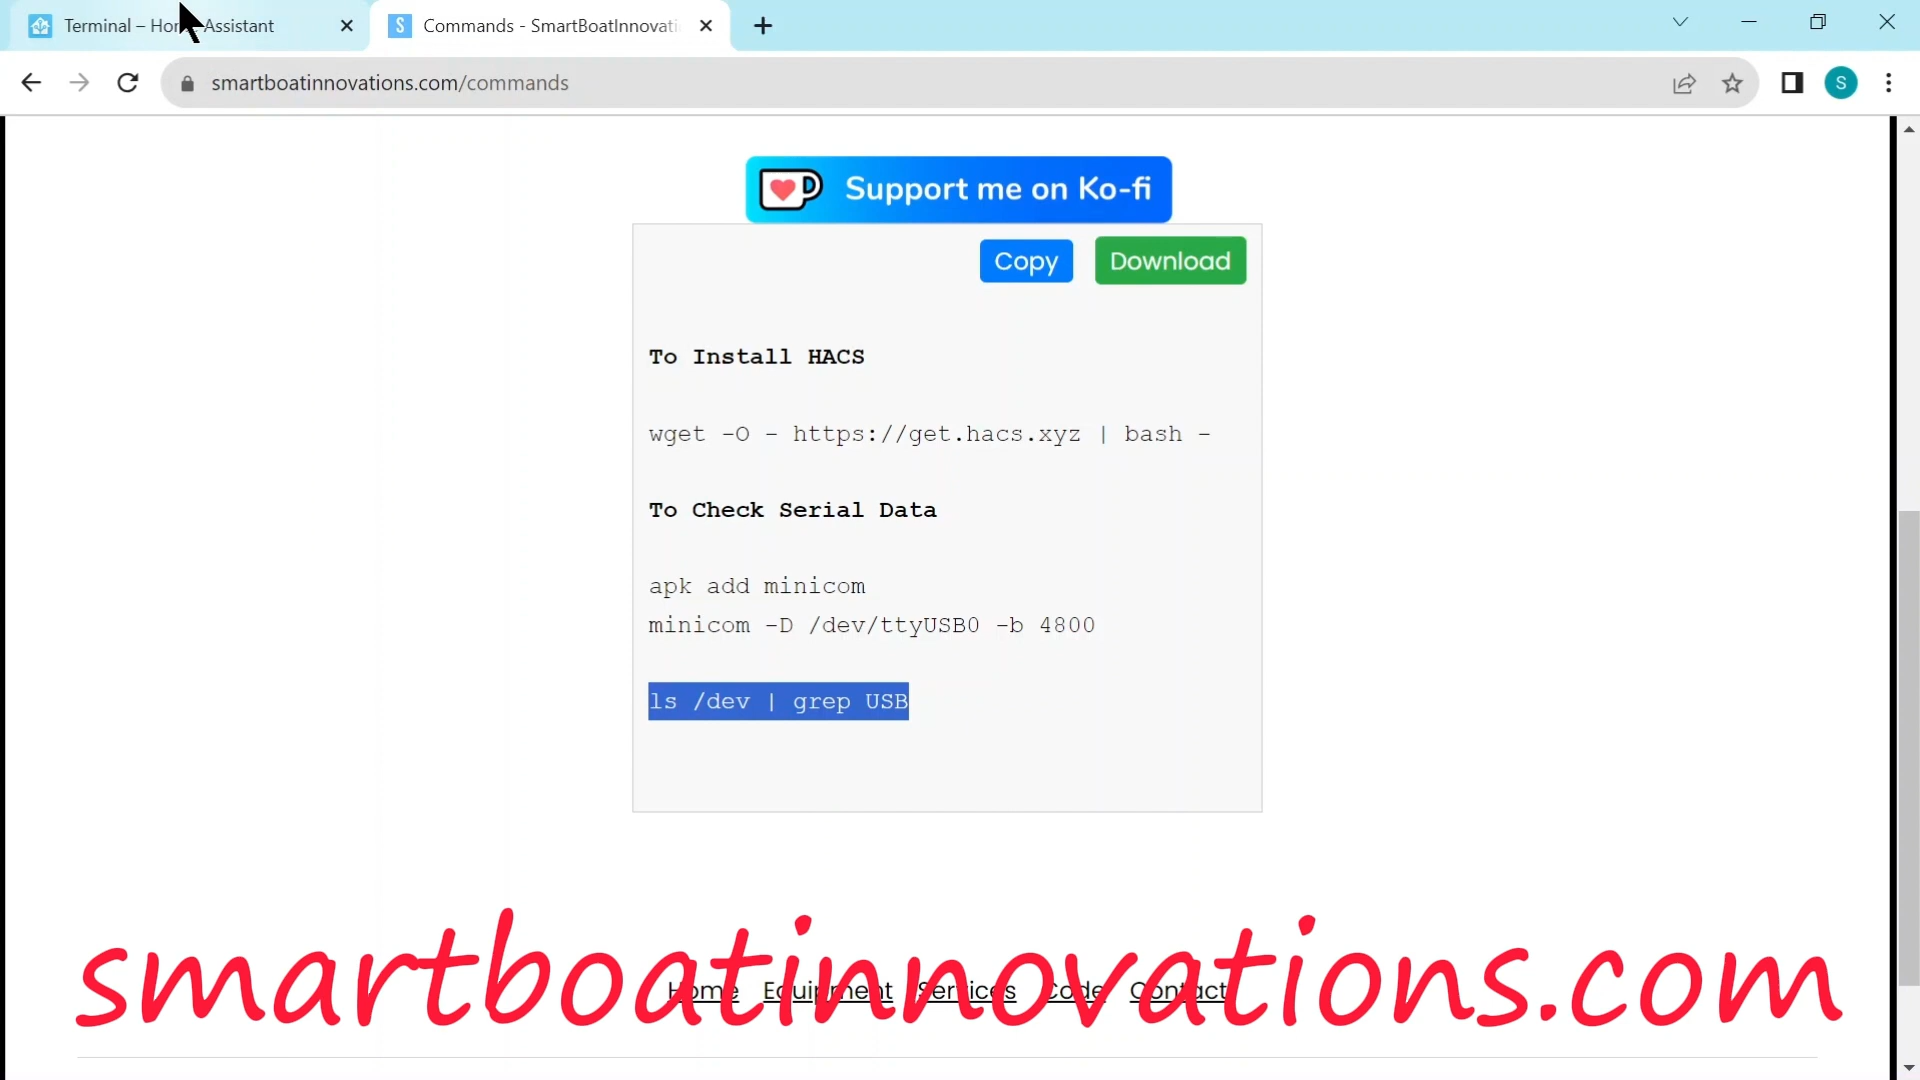 Terminal – Ho Assistant
Commands - SmartBoatInnovati
smartboatinnovations.com/commands
S
Support me on Ko-fi
Copy
Download
To Install HACS
wget -O - https://get.hacs.xyz | bash -
To Check Serial Data
apk add minicom
minicom -D /dev/ttyUSB0 -b 4800
ls /dev | grep USB
smartboatinnovations.com
Home Equipment Services Code Contact